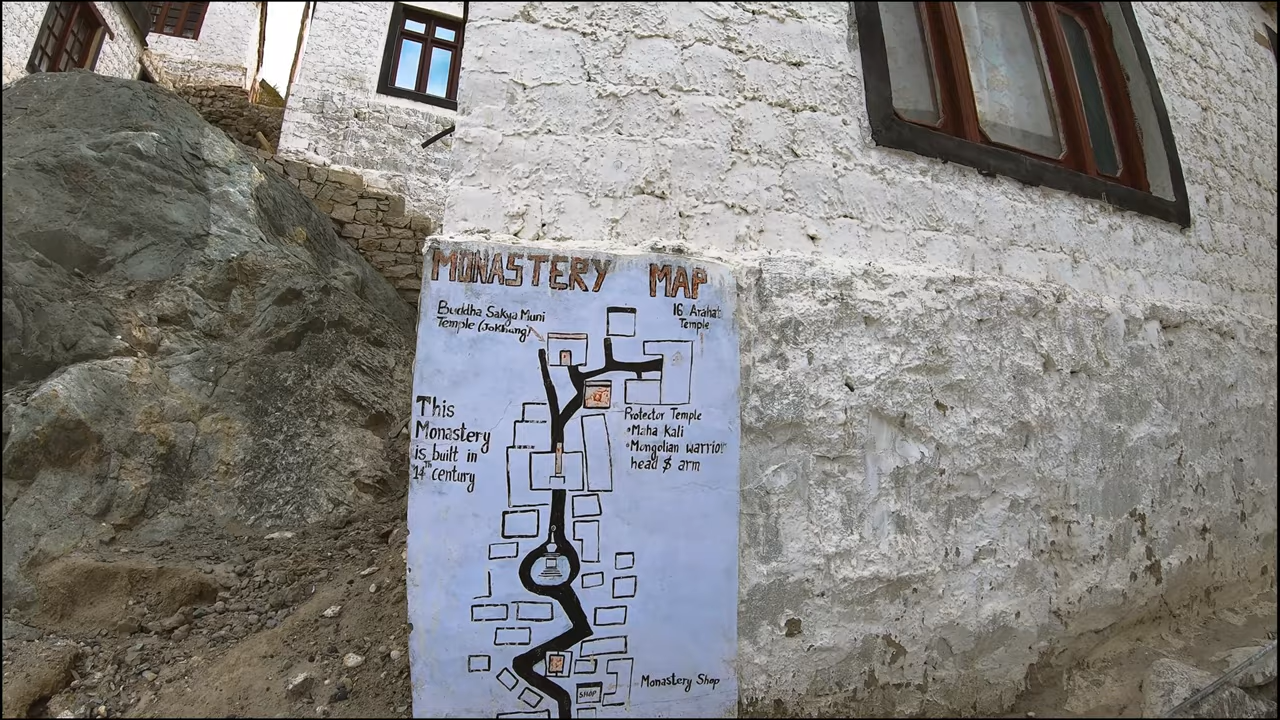 MONASTERY MAP
Buddha Sakya Muni
Temple (Jokhang)
16 Arahat
Temple
This
Monastery
is built in
14th century
Protector Temple
•Maha Kali
•Mongolian warrior
head & arm
Monastery Shop
SHOP